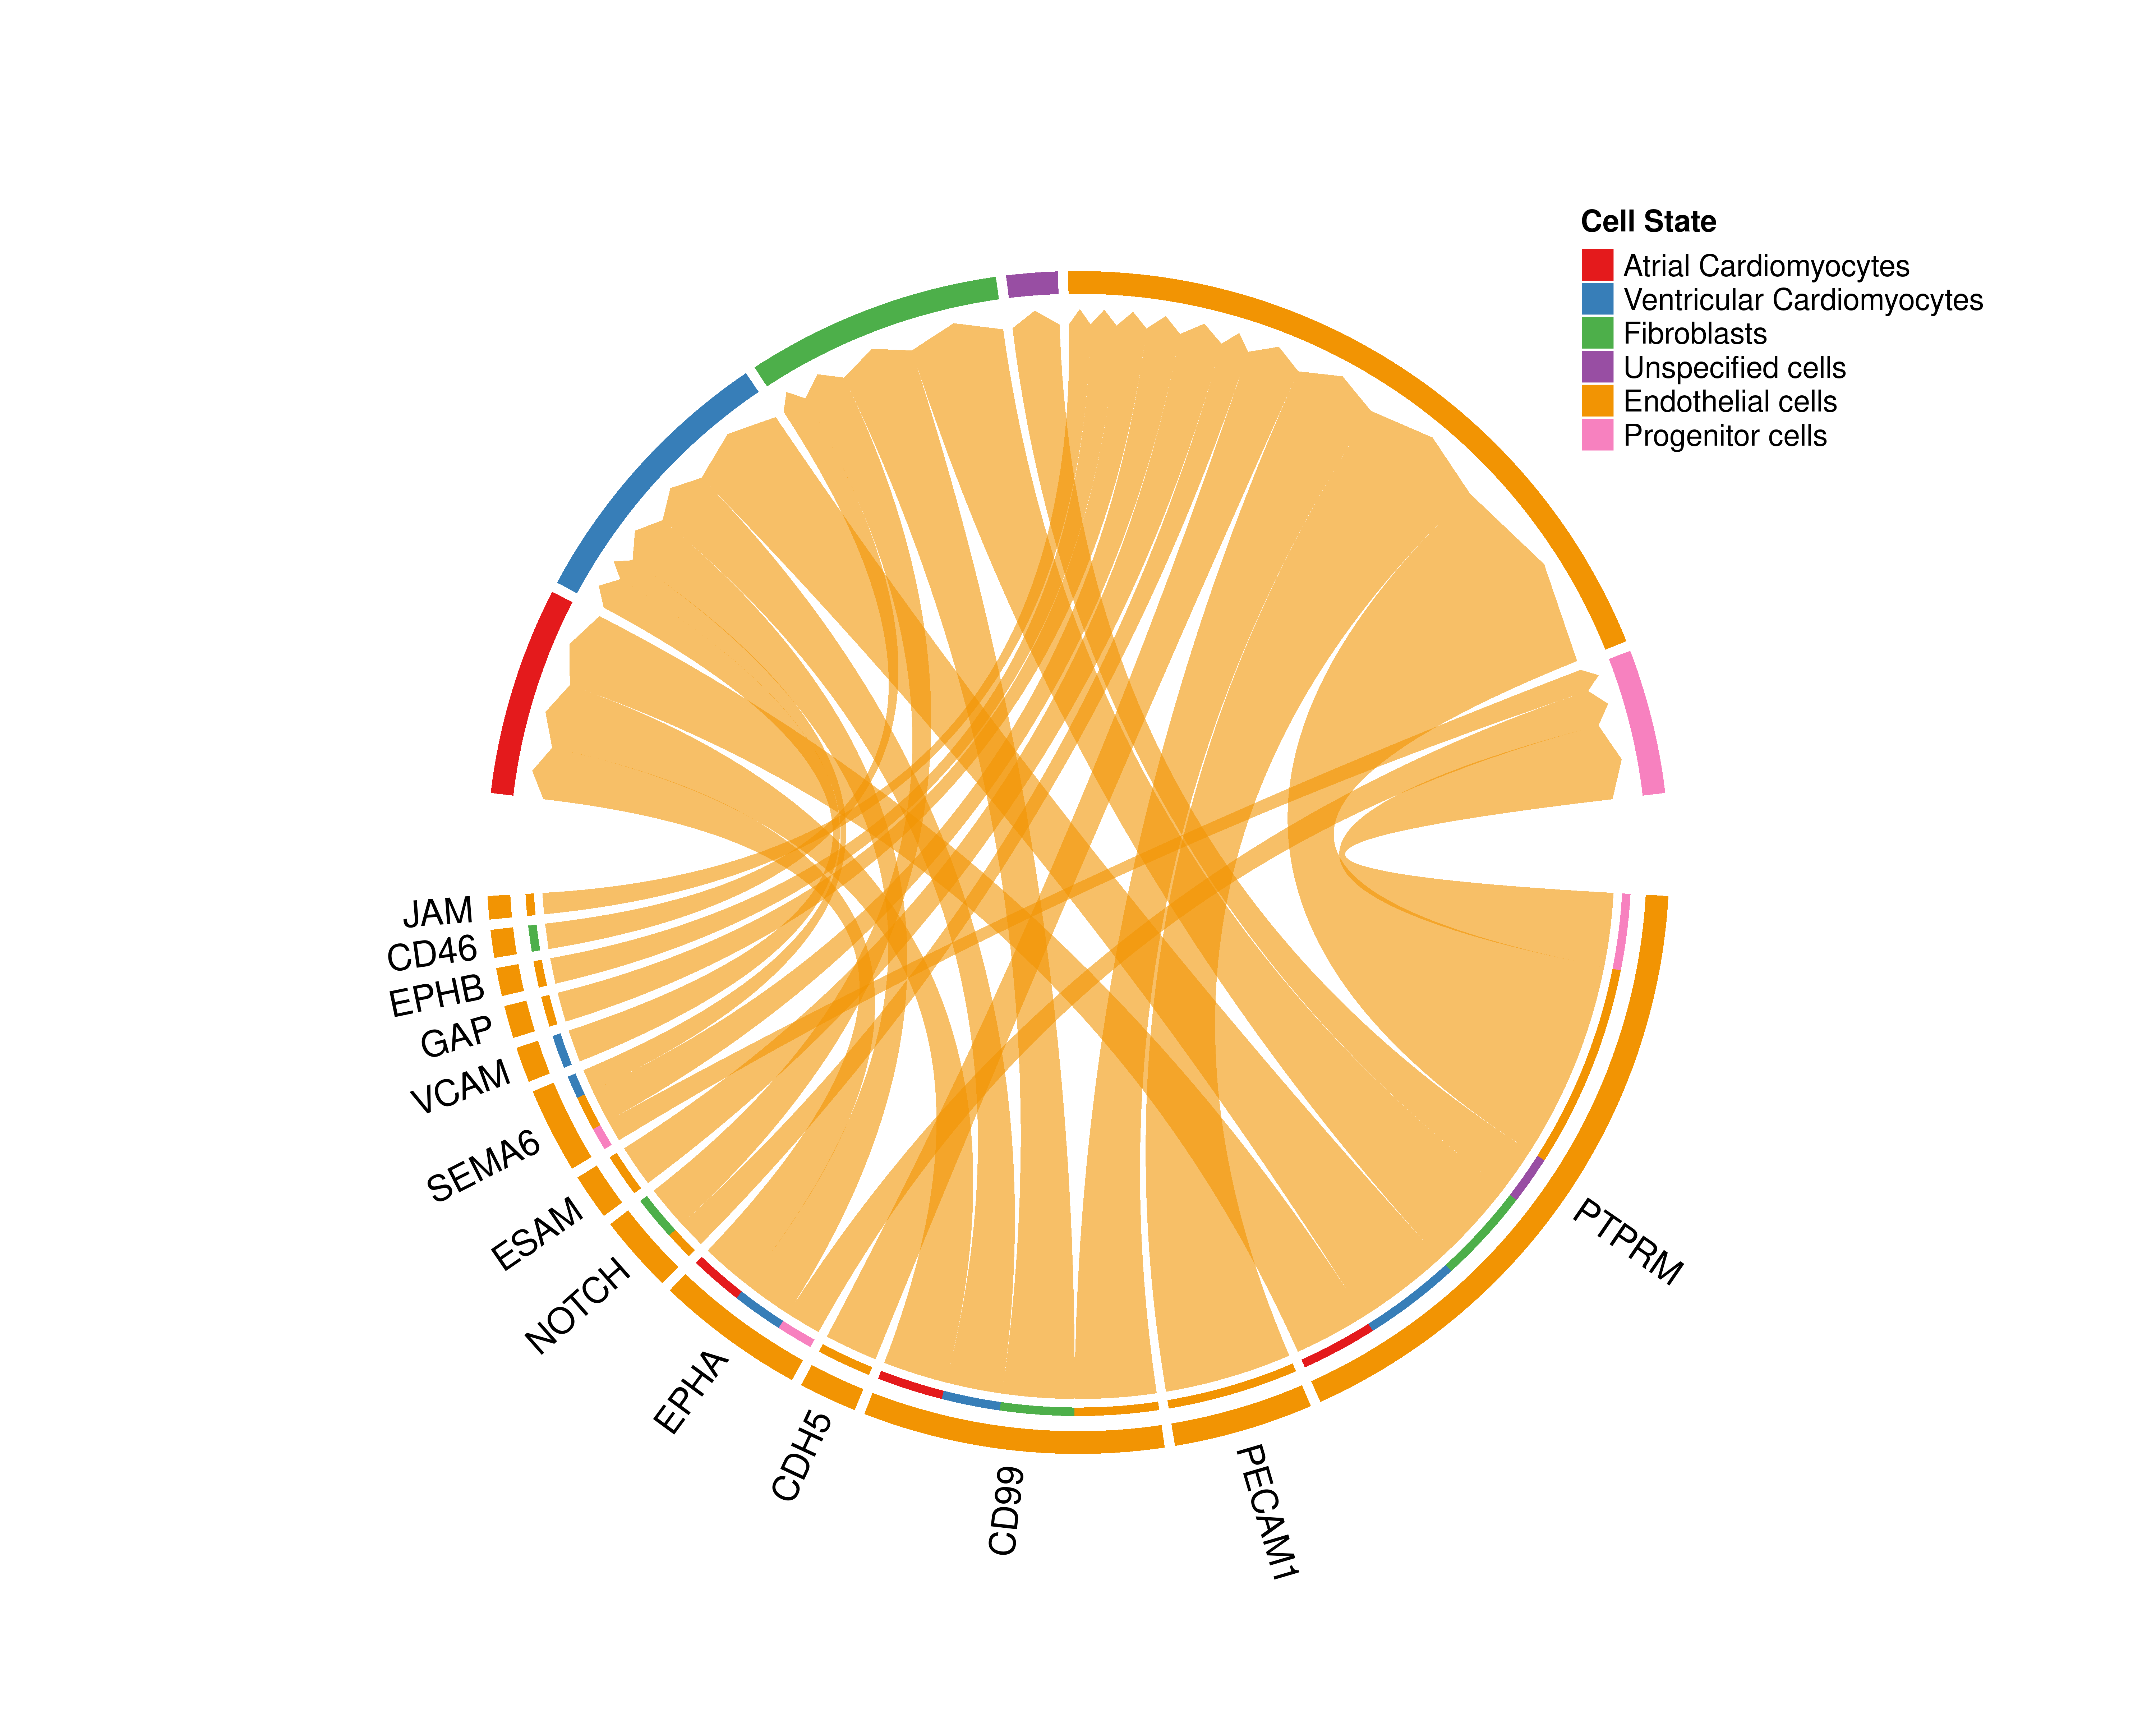 Cell State
Atrial Cardiomyocytes
Ventricular Cardiomyocytes
Fibroblasts
Unspecified cells
Endothelial cells
Progenitor cells
JAM
CD46
EPHB
GAP
VCAM
SEMA6
ESAM
NOTCH
EPHA
CDH5
CD99
PECAM1
PTPRM